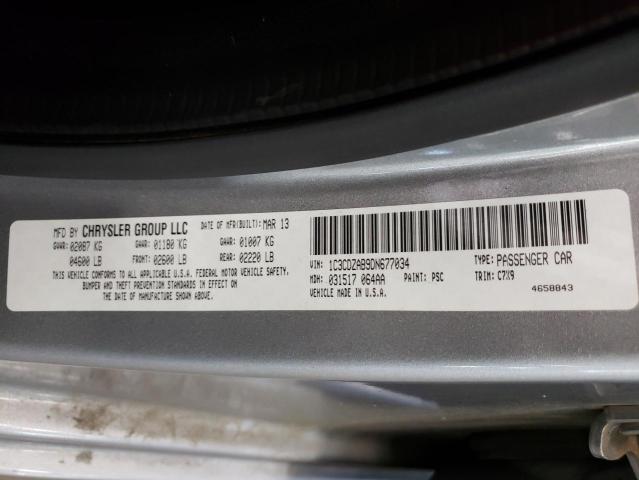 MFD BY CHRYSLER GROUP LLC DATE OF MFR(BUILT): MAR 13
GVWR: 02087 KG GAWR: 01180 KG GAWR: 01007 KG
04600 LB FRONT: 02600 LB REAR: 02220 LB
THIS VEHICLE CONFORMS TO ALL APPLICABLE U.S.A. FEDERAL MOTOR VEHICLE SAFETY,
BUMPER AND THEFT PREVENTION STANDARDS IN EFFECT ON
THE DATE OF MANUFACTURE SHOWN ABOVE.
VIN: 1C3CDZAB9DN677034 TYPE: PASSENGER CAR
MDH: 031517 064AA PAINT: PSC TRIM: C7X9
VEHICLE MADE IN U.S.A. 4658843